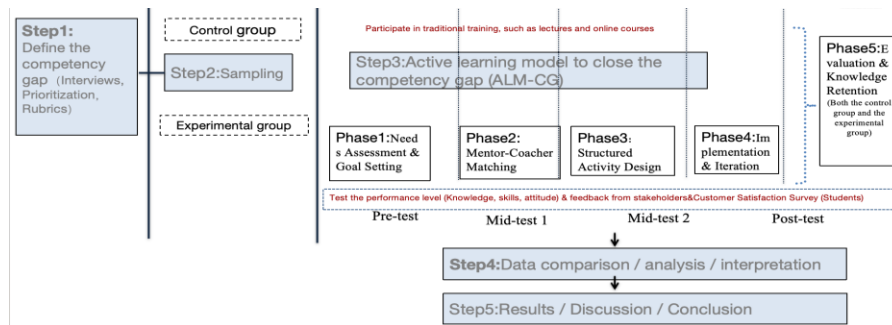 Step1:
Define the
competency
gap（Interviews,
Prioritization,
Rubrics）
Control group
Step2:Sampling
Experimental group
Participate in traditional training, such as lectures and online courses
Step3:Active learning model to close the
competency gap (ALM-CG)
Phase1:Need
s Assessment &
Goal Setting
Phase2:
Mentor-Coacher
Matching
Phase3：
Structured
Activity Design
Phase4:Im
plementation
& Iteration
Phase5:E
valuation &
Knowledge
Retention
(Both the control
group and the
experimental
group)
Test the performance level (Knowledge, skills, attitude) & feedback from stakeholders&Customer Satisfaction Survey (Students)
Pre-test
Mid-test 1
Mid-test 2
Post-test
Step4:Data comparison / analysis / interpretation
Step5:Results / Discussion / Conclusion